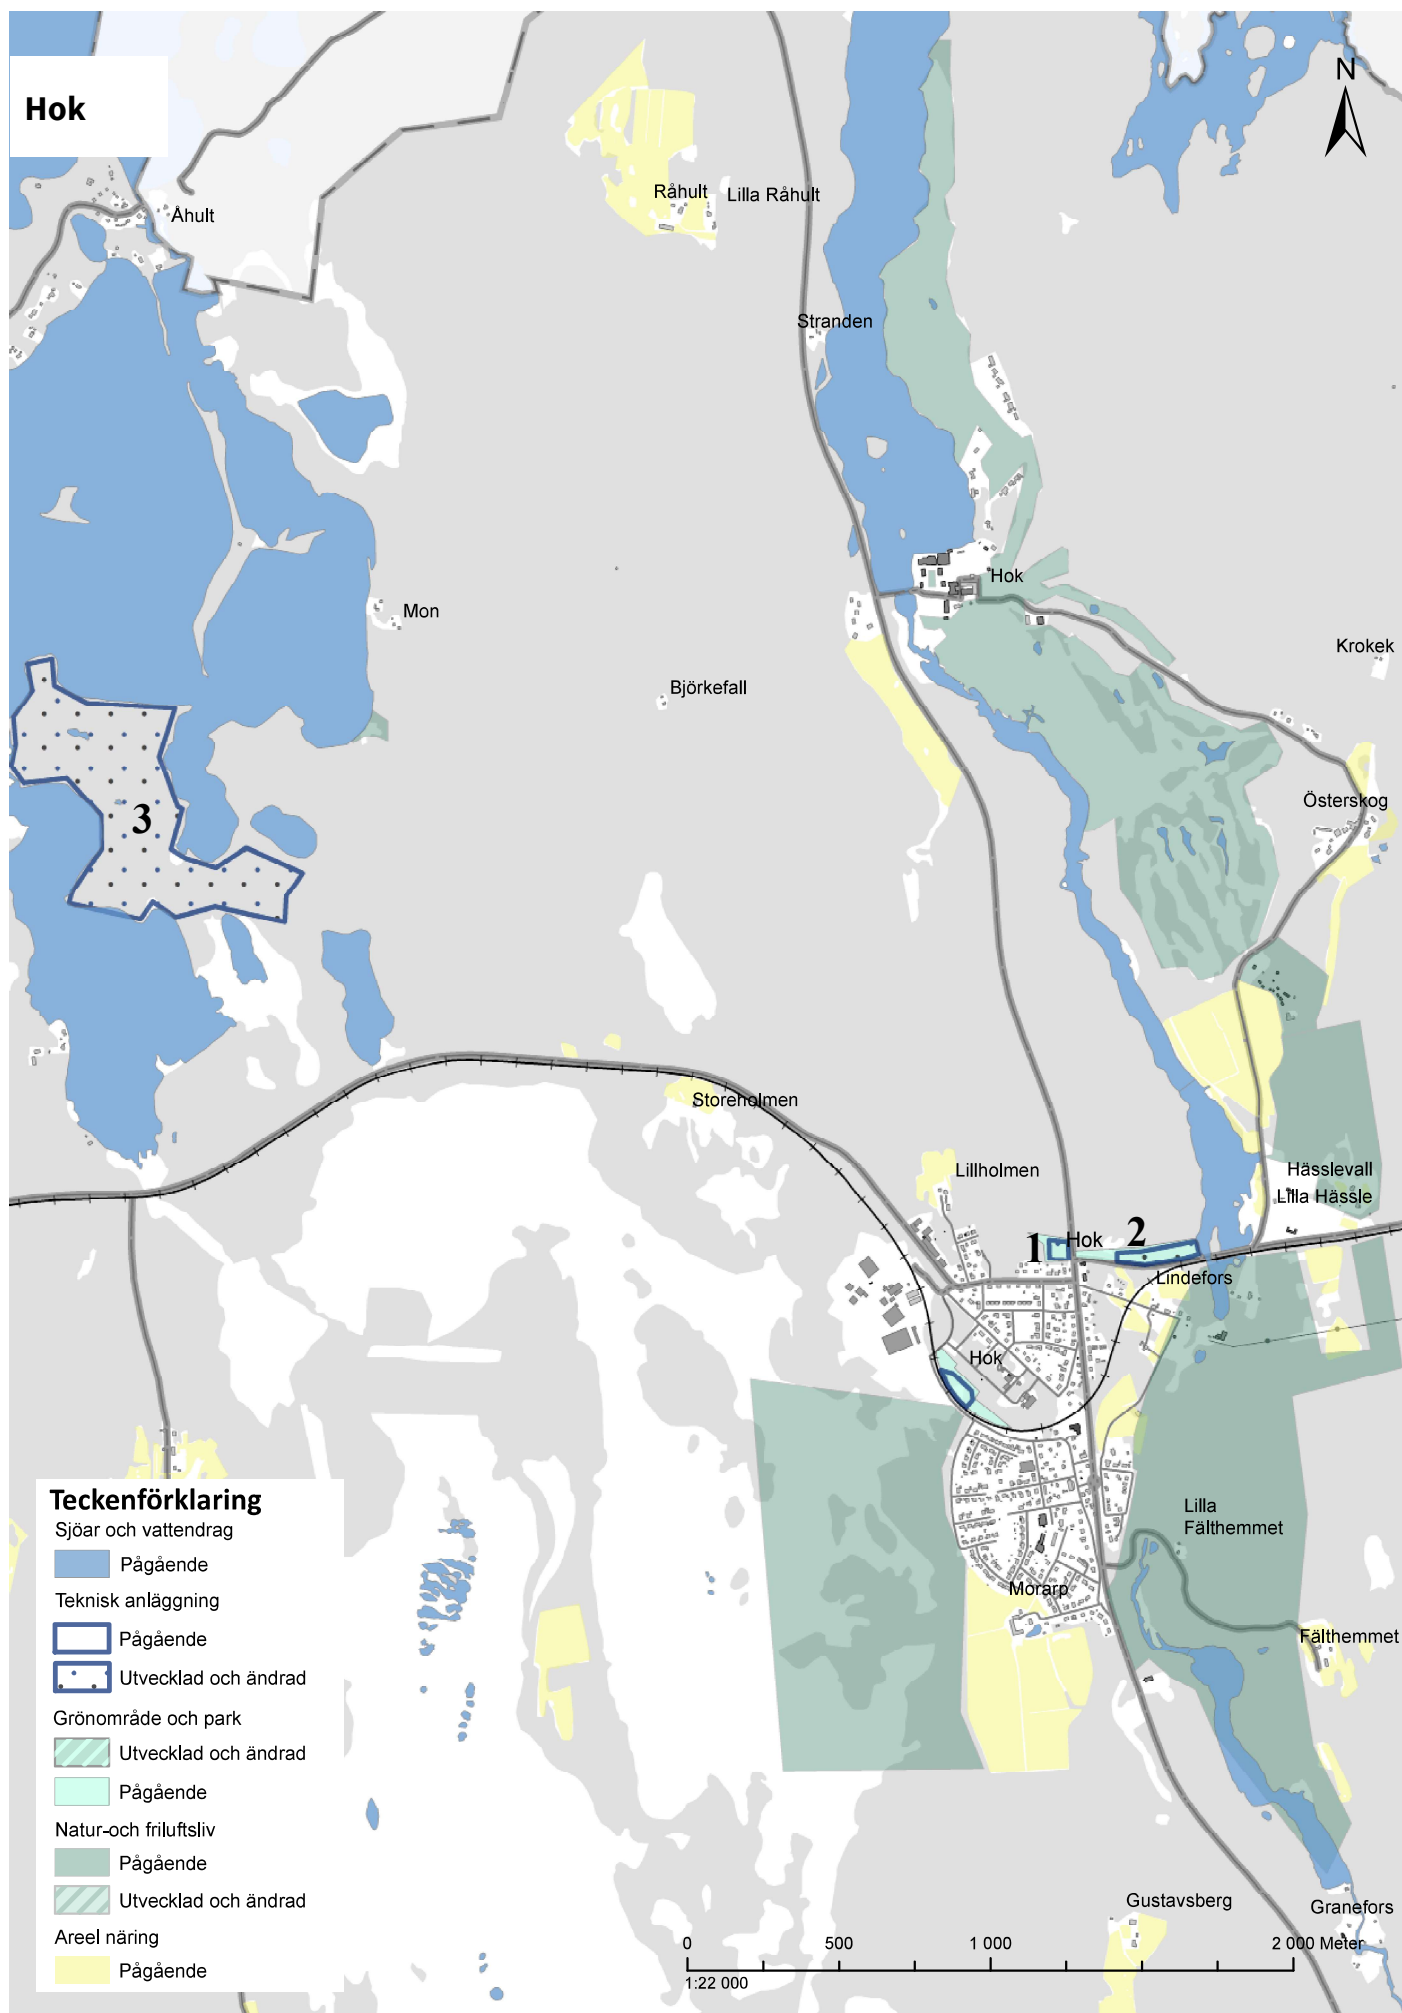 Hok
N
Åhult
Råhult
Lilla Råhult
Stranden
Hok
Mon
Krokek
Björkefall
Österskog
3
Storeholmen
Lillholmen
Hässlevall
Lilla Hässle
1
Hok
2
Lindefors
Hok
Lilla
Fälthemmet
Morarp
Fälthemmet
Gustavsberg
Granefors
Teckenförklaring
Sjöar och vattendrag
Pågående
Teknisk anläggning
Pågående
Utvecklad och ändrad
Grönområde och park
Utvecklad och ändrad
Pågående
Natur-och friluftsliv
Pågående
Utvecklad och ändrad
Areel näring
Pågående
0 500 1 000 2 000 Meter
1:22 000